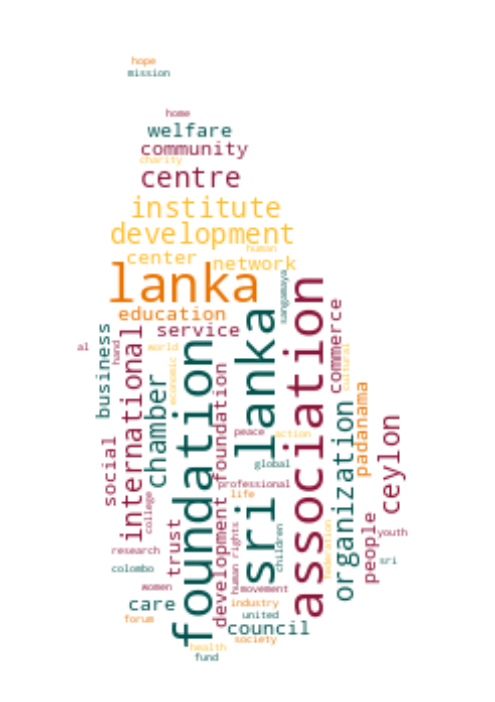 hope
mission
home
welfare
community
charity
centre
institute
development
human
center
network
lanka
sangamaya
education
service
business
al
hand
international
world
economic
chamber
foundation
sri lanka
association
commerce
cultural
development foundation
peace
action
padanama
organization
ceylon
social
global
college
professional
life
trust
human rights
children
federation
people
youth
research
colombo
sri
women
movement
care
industry
forum
united
council
society
health
fund